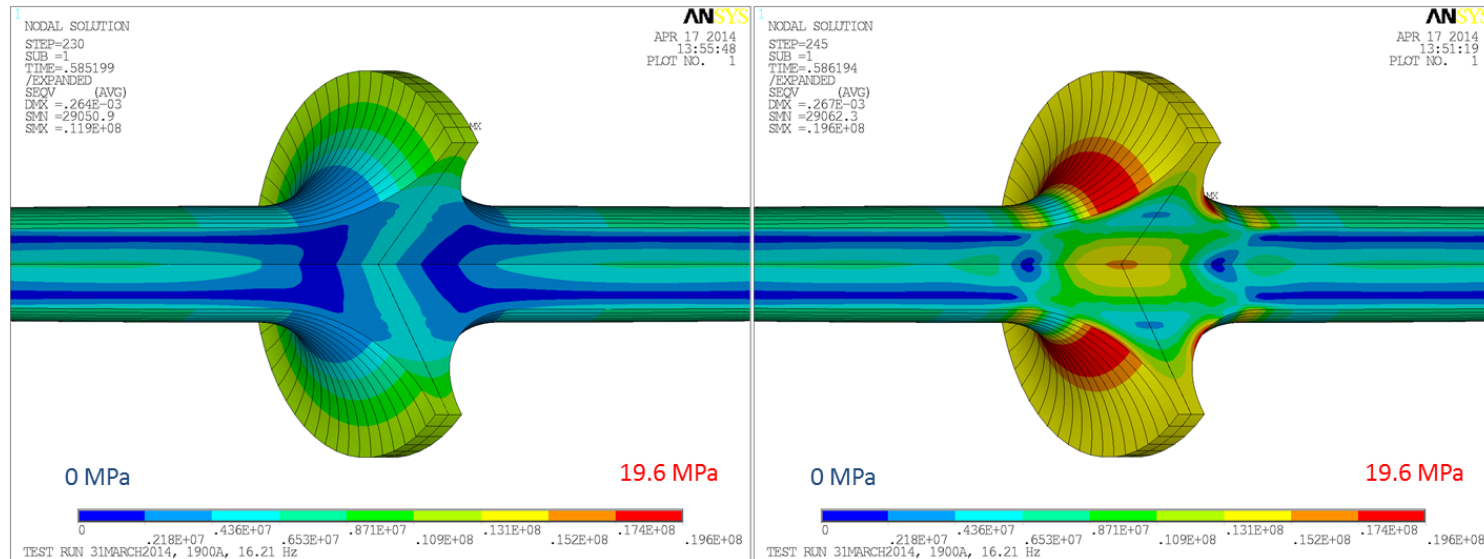 1
NODAL SOLUTION
STEP=230
SUB =1
TIME=.585199
/EXPANDED
SEQV (AVG)
DMX =.264E-03
SMN =29050.9
SMX =.119E+08
ANSYS
APR 17 2014
13:55:48
PLOT NO. 1
MX
0 MPa
19.6 MPa
0 .436E+07 .871E+07 .131E+08 .174E+08
.218E+07 .653E+07 .109E+08 .152E+08 .196E+08
TEST RUN 31MARCH2014, 1900A, 16.21 Hz
1
NODAL SOLUTION
STEP=245
SUB =1
TIME=.586194
/EXPANDED
SEQV (AVG)
DMX =.267E-03
SMN =29062.3
SMX =.196E+08
ANSYS
APR 17 2014
13:51:19
PLOT NO. 1
MX
0 MPa
19.6 MPa
0 .436E+07 .871E+07 .131E+08 .174E+08
.218E+07 .653E+07 .109E+08 .152E+08 .196E+08
TEST RUN 31MARCH2014, 1900A, 16.21 Hz